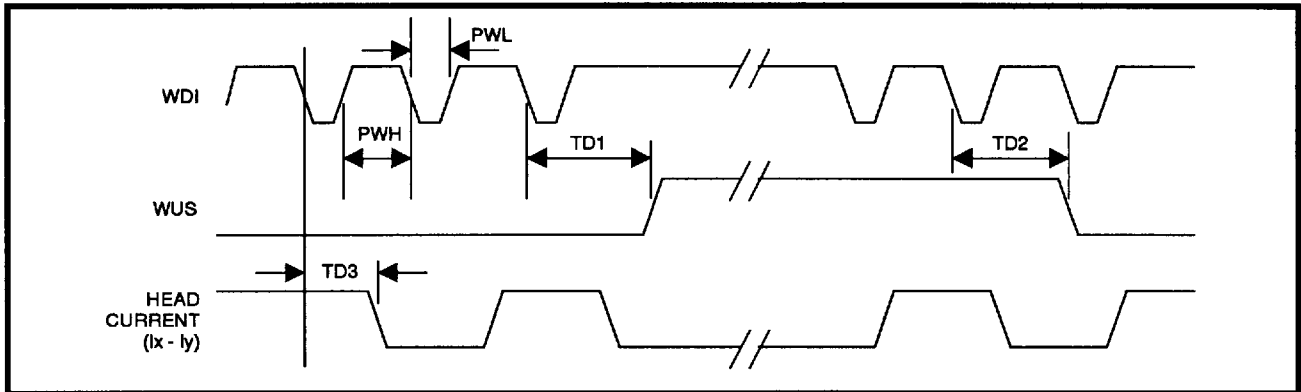 PWL
WDI
PWH
TD1
TD2
WUS
TD3
HEAD
CURRENT
(Ix - Iy)